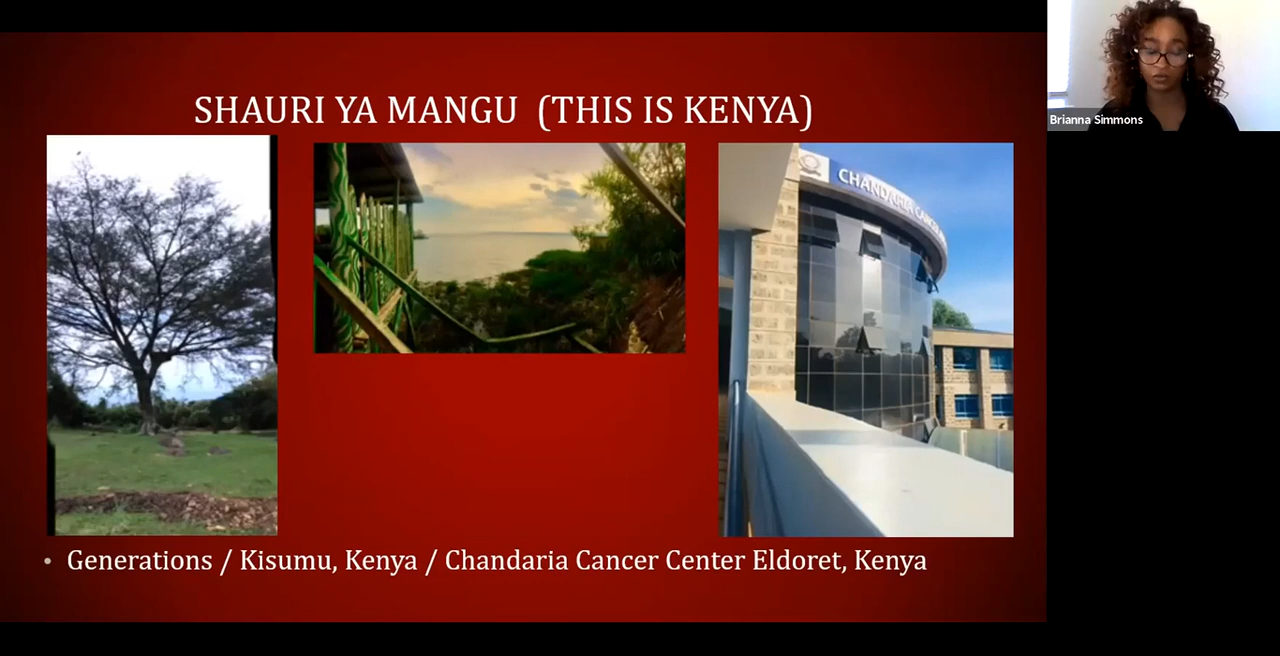 SHAURI YA MANGU (THIS IS KENYA)
CHANDARIA CANCER
Generations / Kisumu, Kenya / Chandaria Cancer Center Eldoret, Kenya
Brianna Simmons